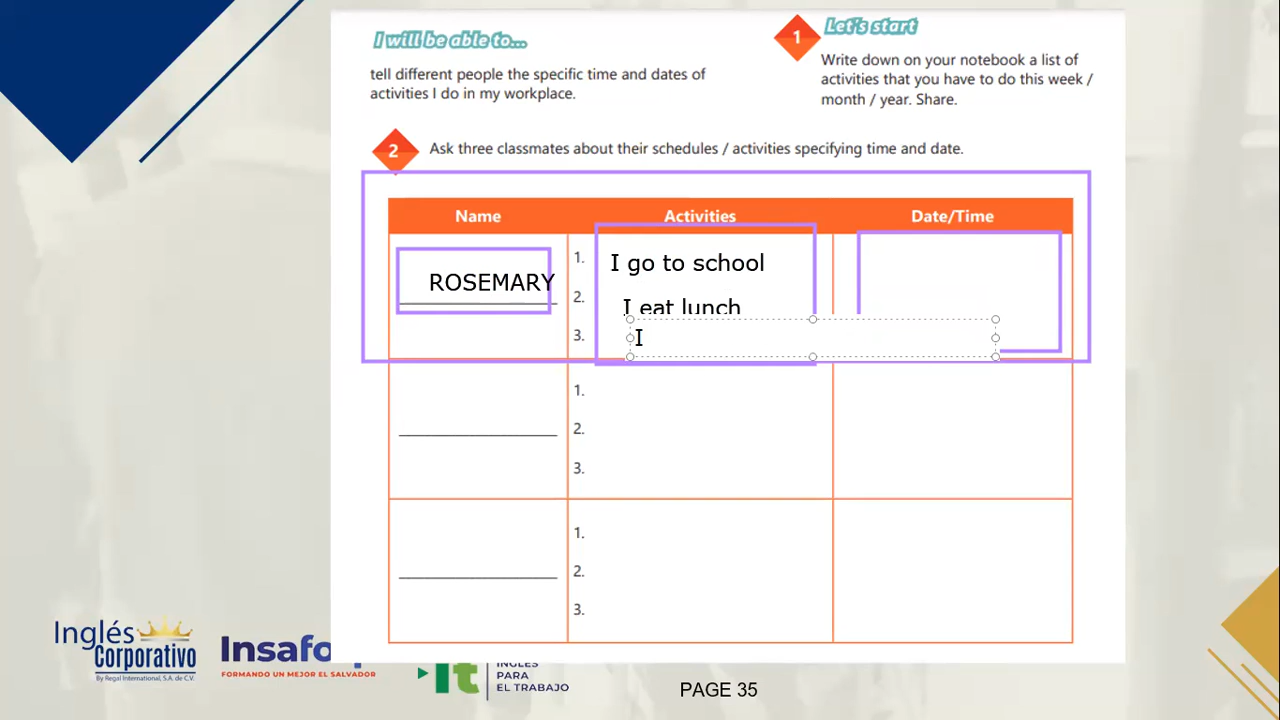 I will be able to...
tell different people the specific time and dates of
activities I do in my workplace.
1
Let's start
Write down on your notebook a list of
activities that you have to do this week /
month / year. Share.
2
Ask three classmates about their schedules / activities specifying time and date.
Name Activities Date/Time
ROSEMARY
1. I go to school
2. I eat lunch
3. I
1.
2.
3.
1.
2.
3.
Inglés
Corporativo
By Regal International, S.A. de C.V.
Insafo
FORMANDO UN MEJOR EL SALVADOR
it
INGLÉS
PARA
EL TRABAJO
PAGE 35